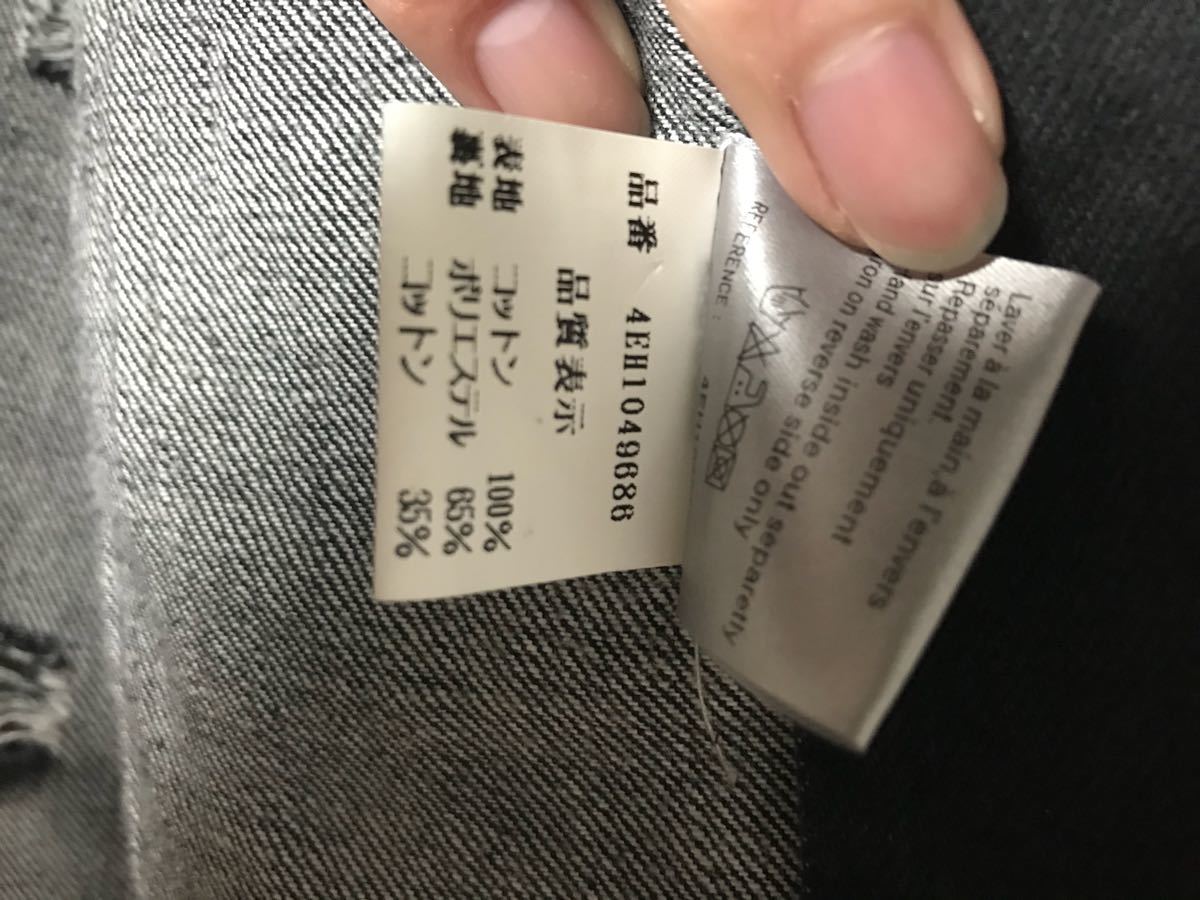 品番 4EH1049686
品質表示
表地 コットン 100%
裏地 ポリエステル 65%
コットン 35%
Laver à la main, à l'envers
séparement.
Repasser uniquement
sur l'envers
Hand wash inside out separetly
iron on reverse side only
REFERENCE :